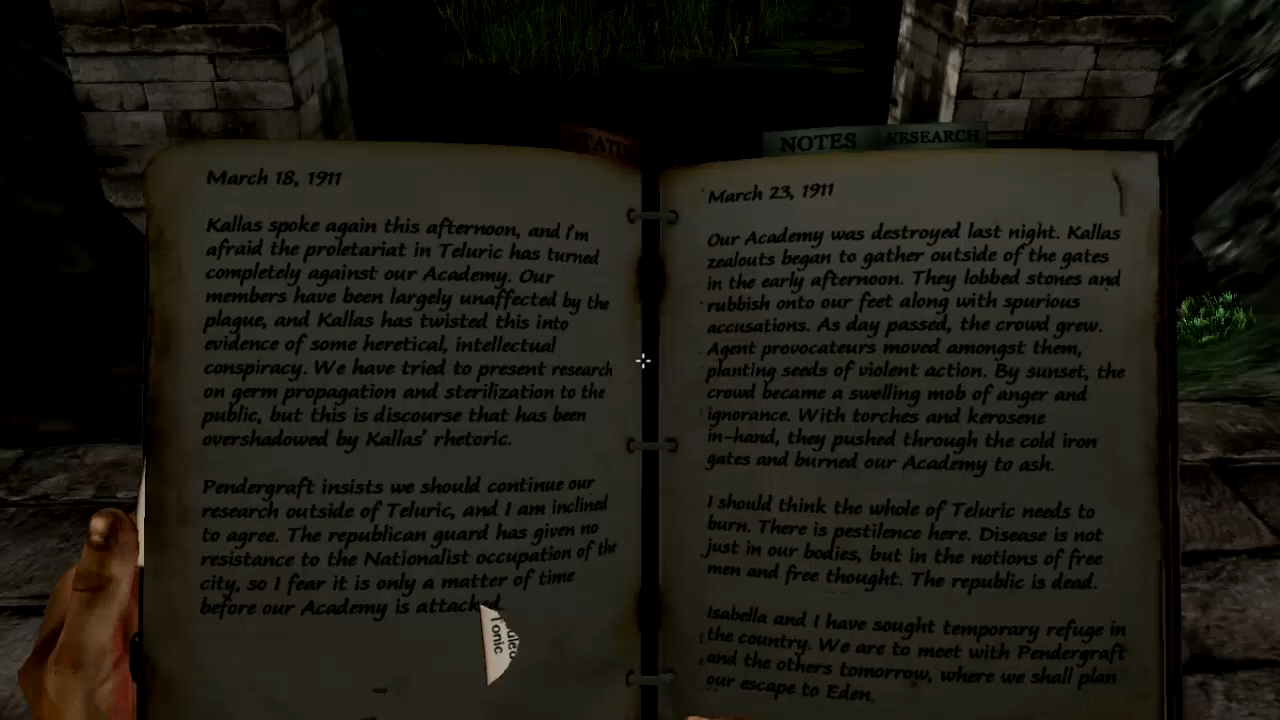 STATUS
NOTES
RESEARCH
March 18, 1911
Kallas spoke again this afternoon, and i'm
afraid the proletariat in Teluric has turned
completely against our Academy. Our
members have been largely unaffected by the
plague, and Kallas has twisted this into
evidence of some heretical, intellectual
conspiracy. We have tried to present research
on germ propagation and sterilization to the
public, but this is discourse that has been
overshadowed by Kallas' rhetoric.
Pendergraft insists we should continue our
research outside of Teluric, and I am inclined
to agree. The republican guard has given no
resistance to the Nationalist occupation of the
city, so I fear it is only a matter of time
before our Academy is attacked.
Tonic
March 23, 1911
Our Academy was destroyed last night. Kallas
zealouts began to gather outside of the gates
in the early afternoon. They lobbed stones and
rubbish onto our feet along with spurious
accusations. As day passed, the crowd grew.
Agent provocateurs moved amongst them,
planting seeds of violent action. By sunset, the
crowd became a swelling mob of anger and
ignorance. With torches and kerosene
in-hand, they pushed through the cold iron
gates and burned our Academy to ash.
I should think the whole of Teluric needs to
burn. There is pestilence here. Disease is not
just in our bodies, but in the notions of free
men and free thought. The republic is dead.
Isabella and I have sought temporary refuge in
the country. We are to meet with Pendergraft
and the others tomorrow, where we shall plan
our escape to Eden.